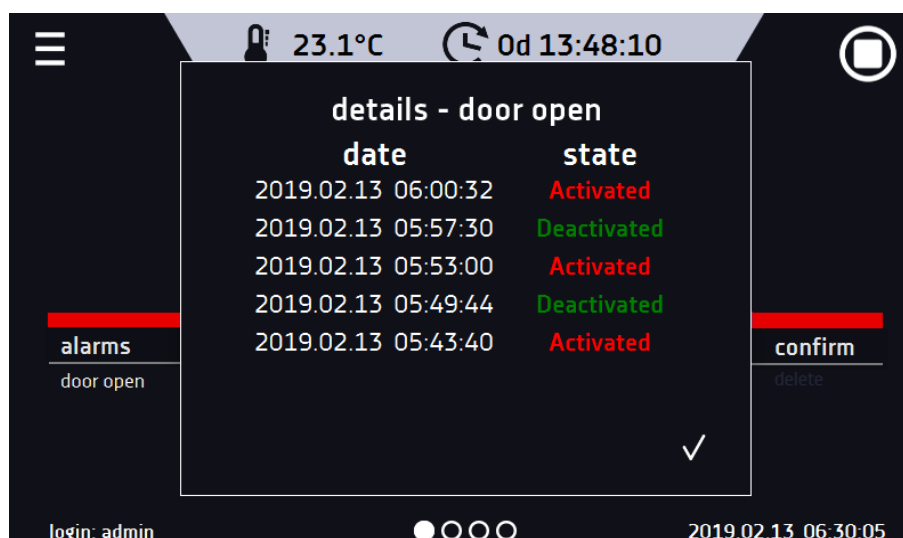 23.1°C 0d 13:48:10
details - door open
date state
2019.02.13 06:00:32 Activated
2019.02.13 05:57:30 Deactivated
2019.02.13 05:53:00 Activated
2019.02.13 05:49:44 Deactivated
2019.02.13 05:43:40 Activated
alarms confirm
door open delete
login: admin 2019.02.13 06:30:05